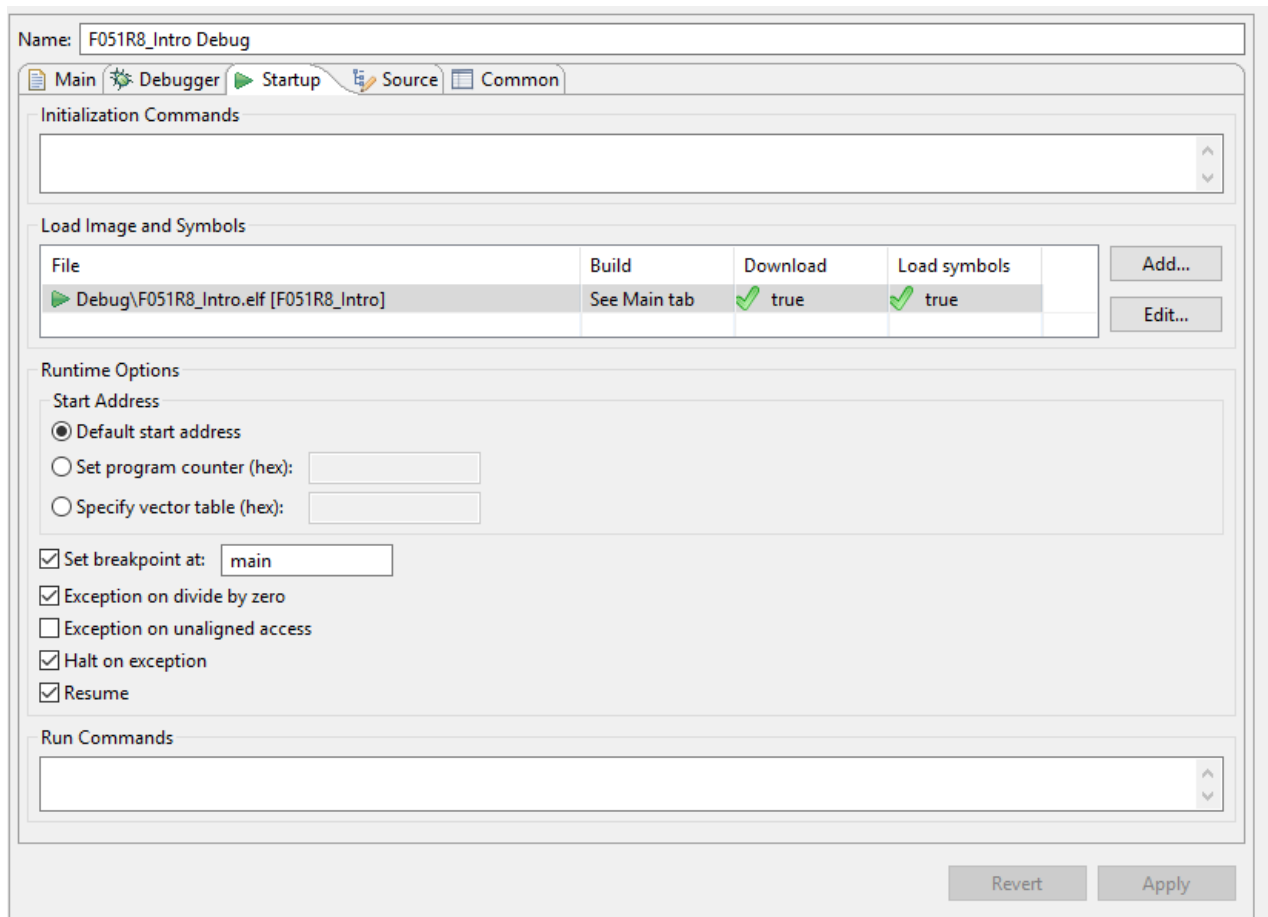 Name: F051R8_Intro Debug
Main Debugger Startup Source Common
Initialization Commands
Load Image and Symbols
File Build Download Load symbols Add...
Debug\F051R8_Intro.elf [F051R8_Intro] See Main tab true true
Edit...
Runtime Options
Start Address
Default start address
Set program counter (hex):
Specify vector table (hex):
Set breakpoint at: main
Exception on divide by zero
Exception on unaligned access
Halt on exception
Resume
Run Commands
Revert Apply